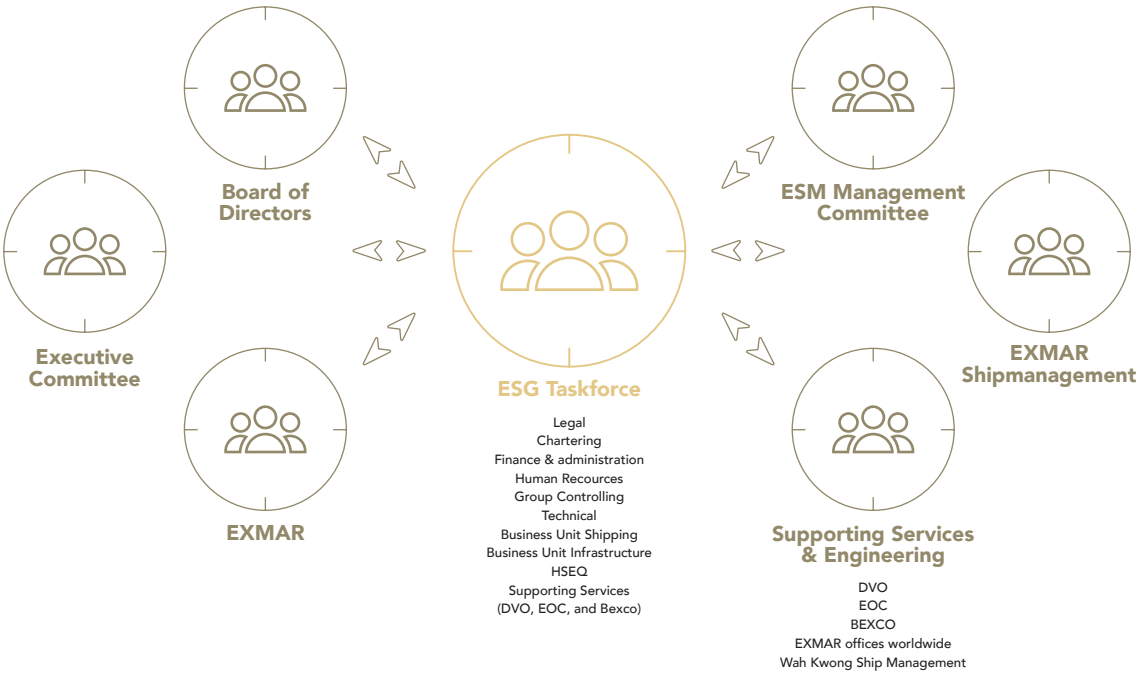 Board of
Directors
ESM Management
Committee
Executive
Committee
EXMAR
Shipmanagement
ESG Taskforce
Legal
Chartering
Finance & administration
Human Recources
Group Controlling
Technical
Business Unit Shipping
Business Unit Infrastructure
HSEQ
Supporting Services
(DVO, EOC, and Bexco)
EXMAR
Supporting Services
& Engineering
DVO
EOC
BEXCO
EXMAR offices worldwide
Wah Kwong Ship Management